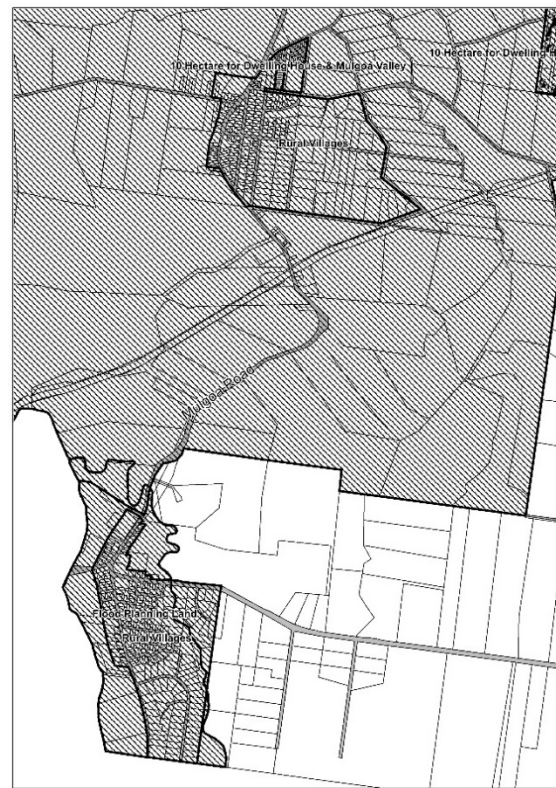 10 Hectare for Dwelling House & Mulgoa Valley
10 Hectare for Dwelling
Rural Villages
Mulgoa Road
Flood Planning Land
Rural Villages